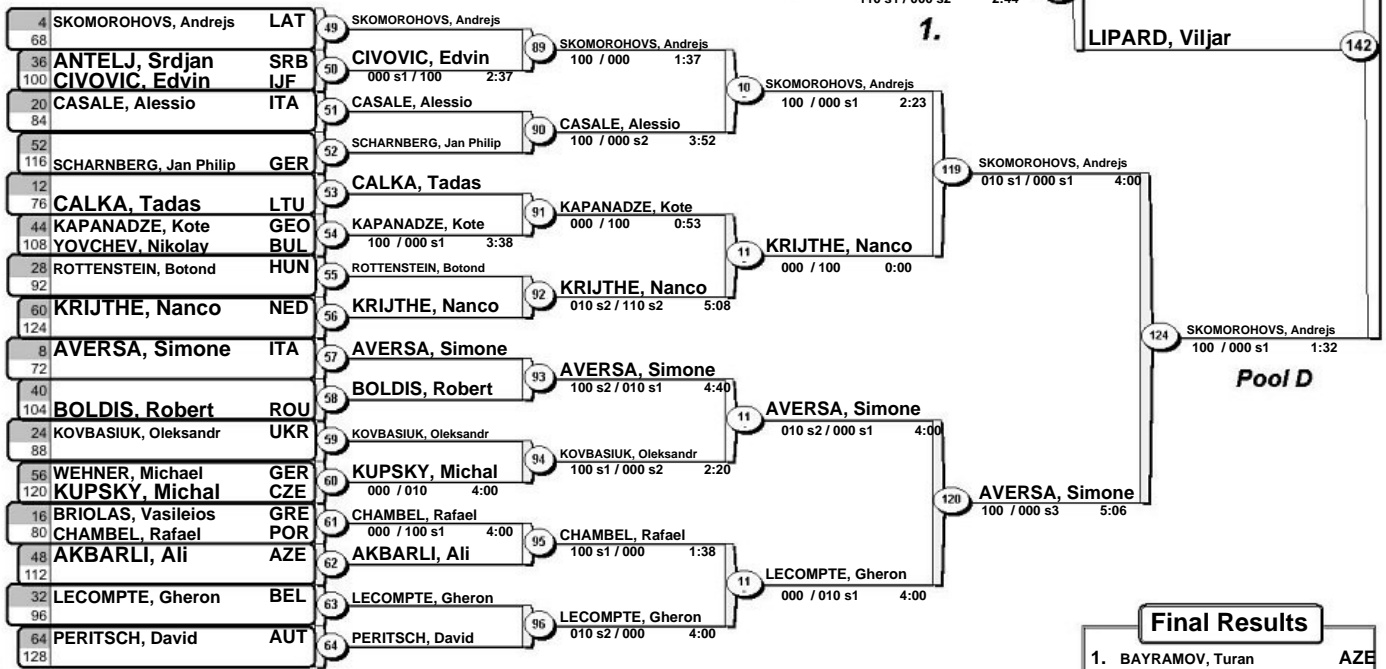 1.
LIPARD, Viljar
142
4 SKOMOROHOVS, Andrejs LAT
68
36 ANTELJ, Srdjan SRB
100 CIVOVIC, Edvin IJF
20 CASALE, Alessio ITA
84
52
116 SCHARNBERG, Jan Philip GER
12
76 CALKA, Tadas LTU
44 KAPANADZE, Kote GEO
108 YOVCHEV, Nikolay BUL
28 ROTTENSTEIN, Botond HUN
92
60 KRIJTHE, Nanco NED
124
8 AVERSA, Simone ITA
72
40
104 BOLDIS, Robert ROU
24 KOVBASIUK, Oleksandr UKR
88
56 WEHNER, Michael GER
120 KUPSKY, Michal CZE
16 BRIOLAS, Vasileios GRE
80 CHAMBEL, Rafael POR
48 AKBARLI, Ali AZE
112
32 LECOMPTE, Gheron BEL
96
64 PERITSCH, David AUT
128
49 SKOMOROHOVS, Andrejs
50 CIVOVIC, Edvin
000 s1 / 100 2:37
51 CASALE, Alessio
52 SCHARNBERG, Jan Philip
53 CALKA, Tadas
54 KAPANADZE, Kote
100 / 000 s1 3:38
55 ROTTENSTEIN, Botond
56 KRIJTHE, Nanco
57 AVERSA, Simone
58 BOLDIS, Robert
59 KOVBASIUK, Oleksandr
60 KUPSKY, Michal
000 / 010 4:00
61 CHAMBEL, Rafael
000 / 100 s1 4:00
62 AKBARLI, Ali
63 LECOMPTE, Gheron
64 PERITSCH, David
89 SKOMOROHOVS, Andrejs
100 / 000 1:37
90 CASALE, Alessio
100 / 000 s2 3:52
91 KAPANADZE, Kote
000 / 100 0:53
92 KRIJTHE, Nanco
010 s2 / 110 s2 5:08
93 AVERSA, Simone
100 s2 / 010 s1 4:40
94 KOVBASIUK, Oleksandr
100 s1 / 000 s2 2:20
95 CHAMBEL, Rafael
100 s1 / 000 1:38
96 LECOMPTE, Gheron
010 s2 / 000 4:00
10 SKOMOROHOVS, Andrejs
100 / 000 s1 2:23
11 KRIJTHE, Nanco
000 / 100 0:00
11 AVERSA, Simone
010 s2 / 000 s1 4:00
11 LECOMPTE, Gheron
000 / 010 s1 4:00
119 SKOMOROHOVS, Andrejs
010 s1 / 000 s1 4:00
120 AVERSA, Simone
100 / 000 s3 5:06
124 SKOMOROHOVS, Andrejs
100 / 000 s1 1:32
Pool D
Final Results
1. BAYRAMOV, Turan AZE